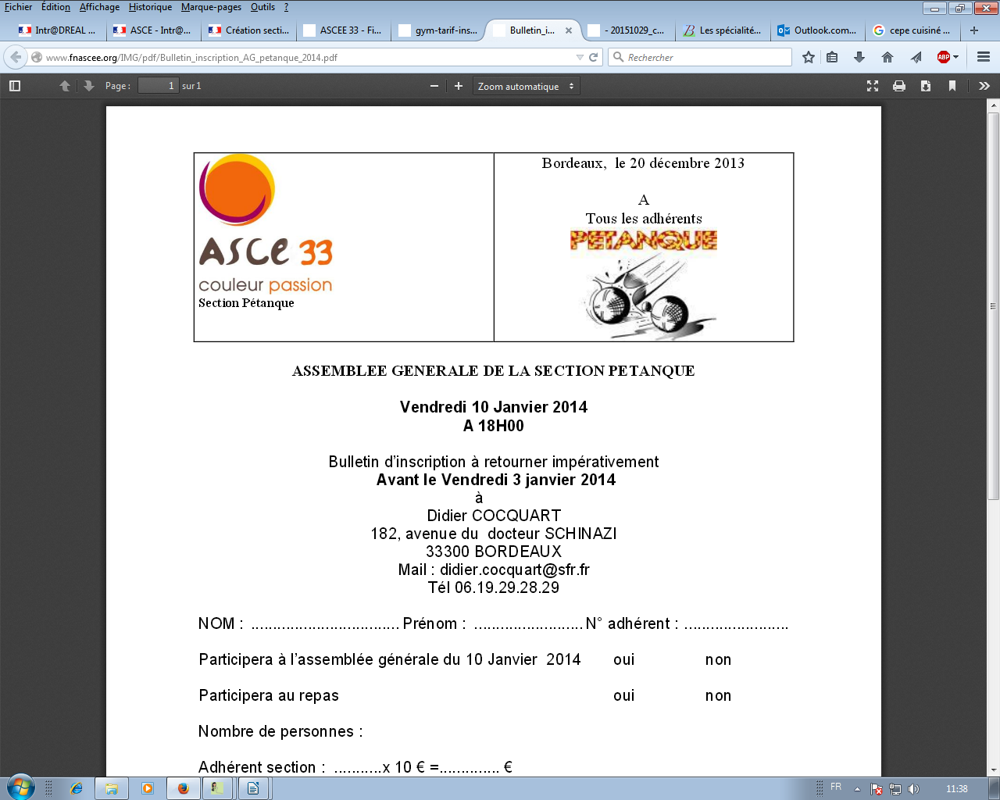 Fichier Édition Affichage Historique Marque-pages Outils ?
Intr@DREAL ... ASCE - Intr@... Création secti... ASCEE 33 - Fi... gym-tarif-ins... Bulletin_i... - 20151029_c... Les spécialité... Outlook.com... cepe cuisiné ...
www.fnascee.org/IMG/pdf/Bulletin_inscription_AG_petanque_2014.pdf
Rechercher
ABP
Page : 1 sur 1
Zoom automatique
ASCE 33
couleur passion
Section Pétanque
Bordeaux, le 20 décembre 2013
A
Tous les adhérents
PETANQUE
ASSEMBLEE GENERALE DE LA SECTION PETANQUE
Vendredi 10 Janvier 2014
A 18H00
Bulletin d'inscription à retourner impérativement
Avant le Vendredi 3 janvier 2014
à
Didier COCQUART
182, avenue du docteur SCHINAZI
33300 BORDEAUX
Mail : didier.cocquart@sfr.fr
Tél 06.19.29.28.29
NOM : .................................. Prénom : ......................... N° adhérent : ........................
Participera à l'assemblée générale du 10 Janvier 2014 oui non
Participera au repas oui non
Nombre de personnes :
Adhérent section : ...........x 10 € =.............. €
FR
11:38